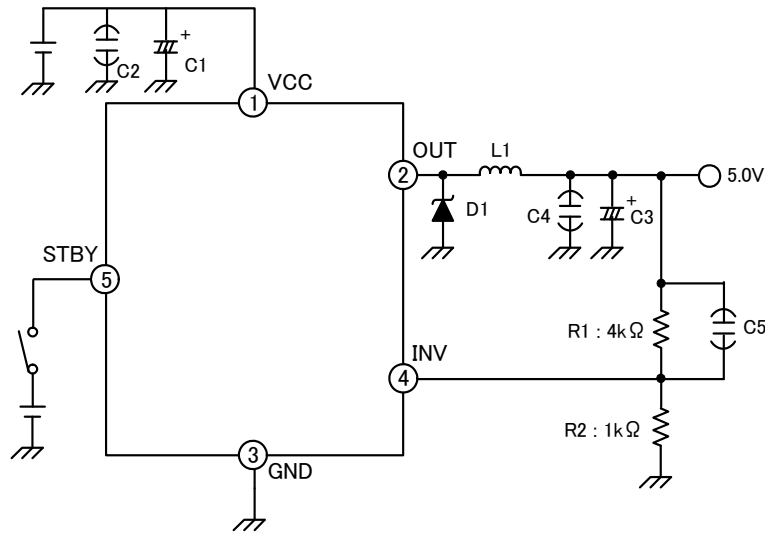 +
C2
C1
VCC
1
OUT
2
L1
5.0V
D1
C4
+
C3
STBY
5
R1 : 4kΩ
C5
INV
4
R2 : 1kΩ
3
GND